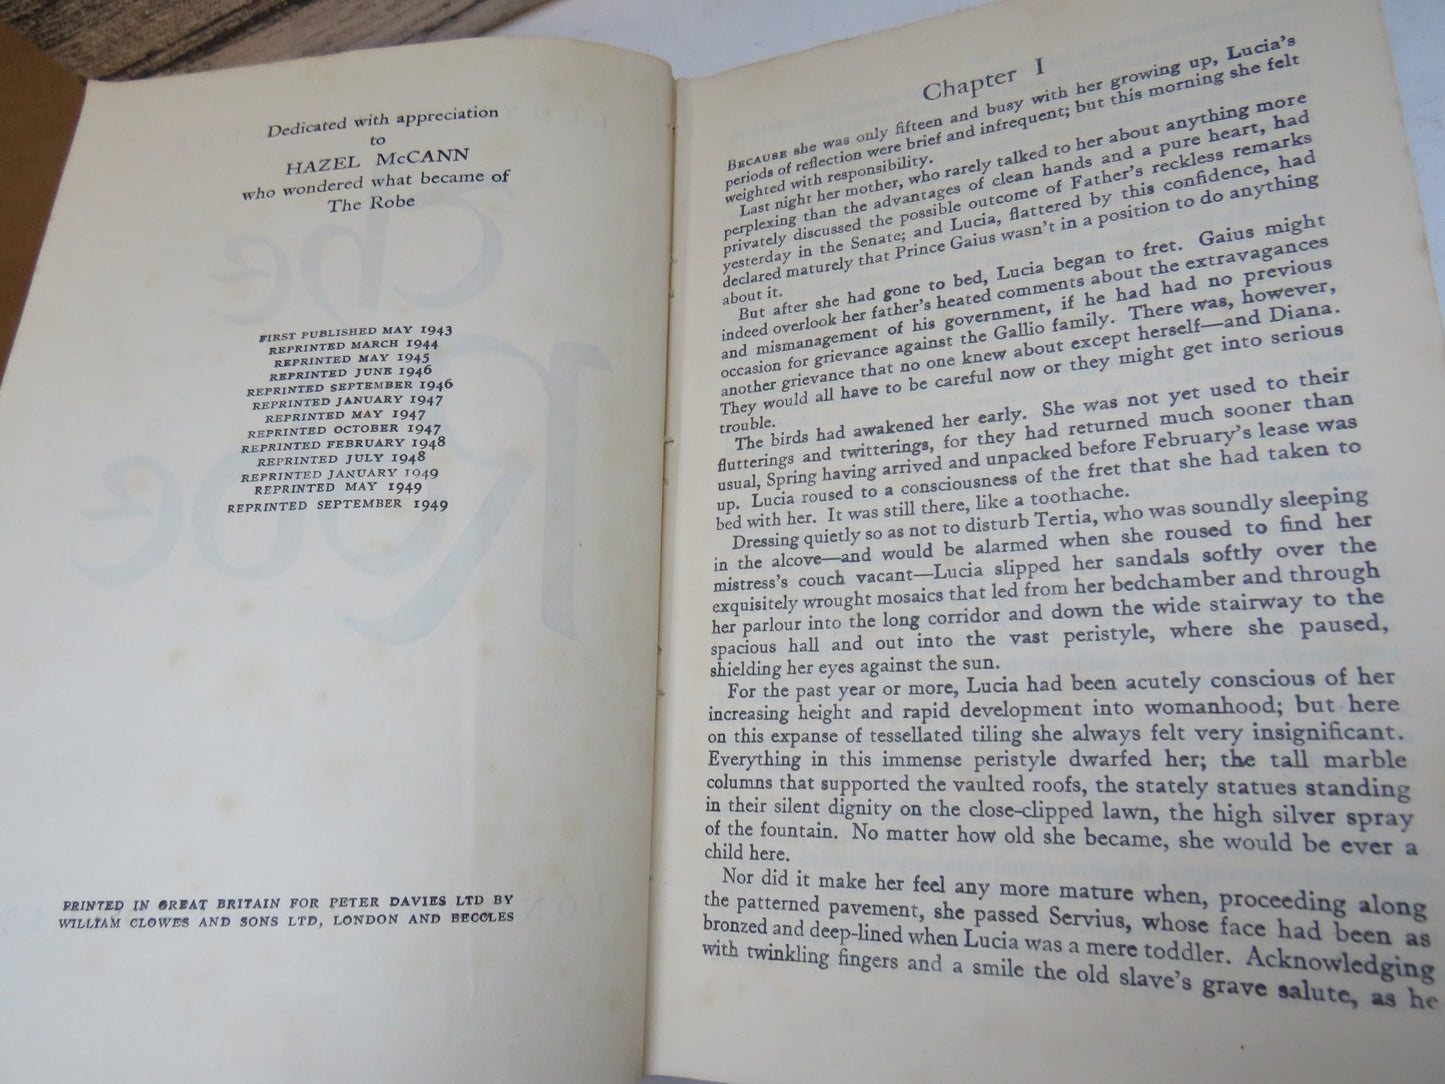 Dedicated with appreciation
to
HAZEL McCANN
who wondered what became of
The Robe
FIRST PUBLISHED MAY 1943
REPRINTED MARCH 1944
REPRINTED MAY 1945
REPRINTED JUNE 1946
REPRINTED SEPTEMBER 1946
REPRINTED JANUARY 1947
REPRINTED MAY 1947
REPRINTED OCTOBER 1947
REPRINTED FEBRUARY 1948
REPRINTED JULY 1948
REPRINTED JANUARY 1949
REPRINTED MAY 1949
REPRINTED SEPTEMBER 1949
PRINTED IN GREAT BRITAIN FOR PETER DAVIES LTD BY
WILLIAM CLOWES AND SONS LTD, LONDON AND BECCLES
Chapter I
BECAUSE she was only fifteen and busy with her growing up, Lucia's
periods of reflection were brief and infrequent; but this morning she felt
weighted with responsibility.
Last night her mother, who rarely talked to her about anything more
perplexing than the advantages of clean hands and a pure heart, had
privately discussed the possible outcome of Father's reckless remarks
yesterday in the Senate; and Lucia, flattered by this confidence, had
declared maturely that Prince Gaius wasn't in a position to do anything
about it.
But after she had gone to bed, Lucia began to fret. Gaius might
indeed overlook her father's heated comments about the extravagances
and mismanagement of his government, if he had had no previous
occasion for grievance against the Gallio family. There was, however,
another grievance that no one knew about except herself—and Diana.
They would all have to be careful now or they might get into serious
trouble.
The birds had awakened her early. She was not yet used to their
flutterings and twitterings, for they had returned much sooner than
usual, Spring having arrived and unpacked before February's lease was
up. Lucia roused to a consciousness of the fret that she had taken to
bed with her. It was still there, like a toothache.
Dressing quietly so as not to disturb Tertia, who was soundly sleeping
in the alcove—and would be alarmed when she roused to find her
mistress's couch vacant—Lucia slipped her sandals softly over the
exquisitely wrought mosaics that led from her bedchamber and through
her parlour into the long corridor and down the wide stairway to the
spacious hall and out into the vast peristyle, where she paused,
shielding her eyes against the sun.
For the past year or more, Lucia had been acutely conscious of her
increasing height and rapid development into womanhood; but here
on this expanse of tessellated tiling she always felt very insignificant.
Everything in this immense peristyle dwarfed her; the tall marble
columns that supported the vaulted roofs, the stately statues standing
in their silent dignity on the close-clipped lawn, the high silver spray
of the fountain. No matter how old she became, she would be ever a
child here.
Nor did it make her feel any more mature when, proceeding along
the patterned pavement, she passed Servius, whose face had been as
bronzed and deep-lined when Lucia was a mere toddler. Acknowledging
with twinkling fingers and a smile the old slave's grave salute, as he